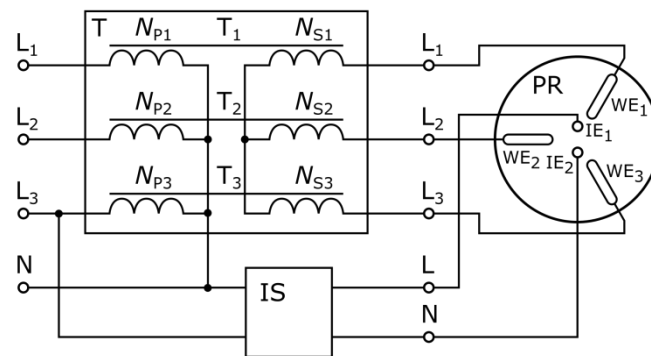 T N_P1 T_1 N_S1
L_1 L_1
PR
WE_1
N_P2 T_2 N_S2
L_2 L_2
IE_1
WE_2 IE_2 WE_3
N_P3 T_3 N_S3
L_3 L_3
N IS L
N